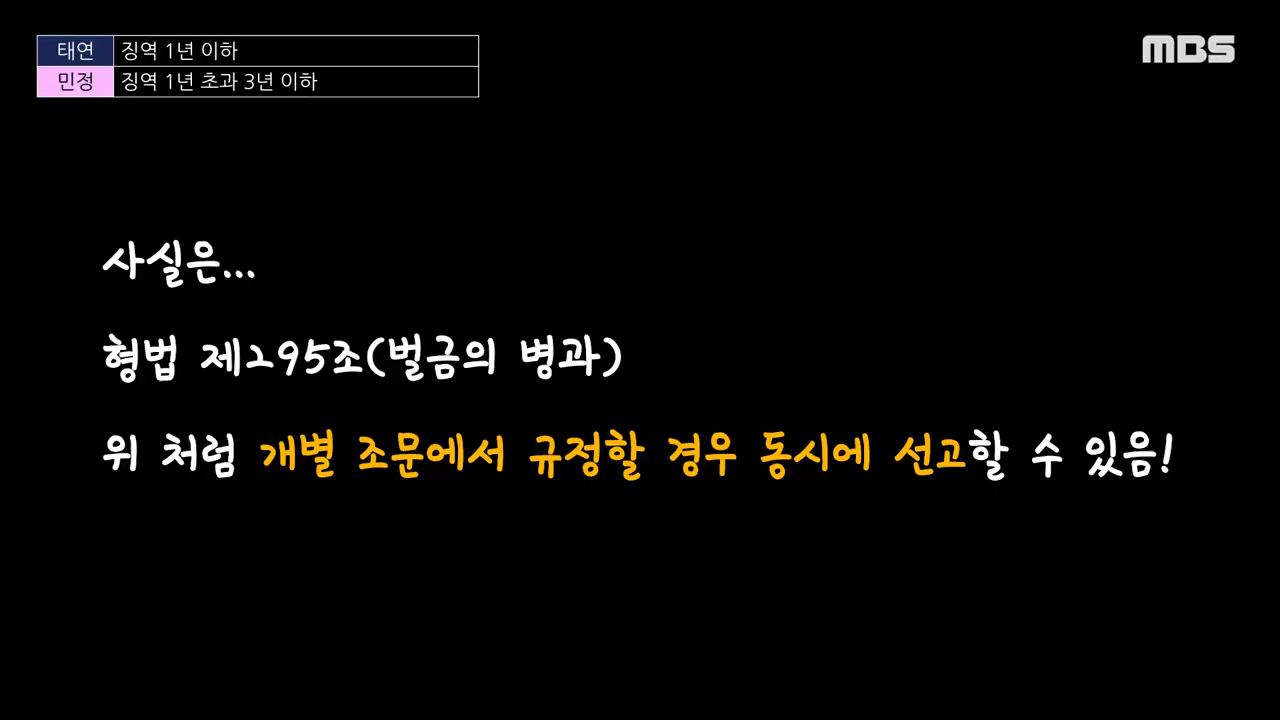 태연 징역 1년 이하
민정 징역 1년 초과 3년 이하
MBS
사실은...
형법 제295조(벌금의 병과)
위 처럼 개별 조문에서 규정할 경우 동시에 선고할 수 있음!